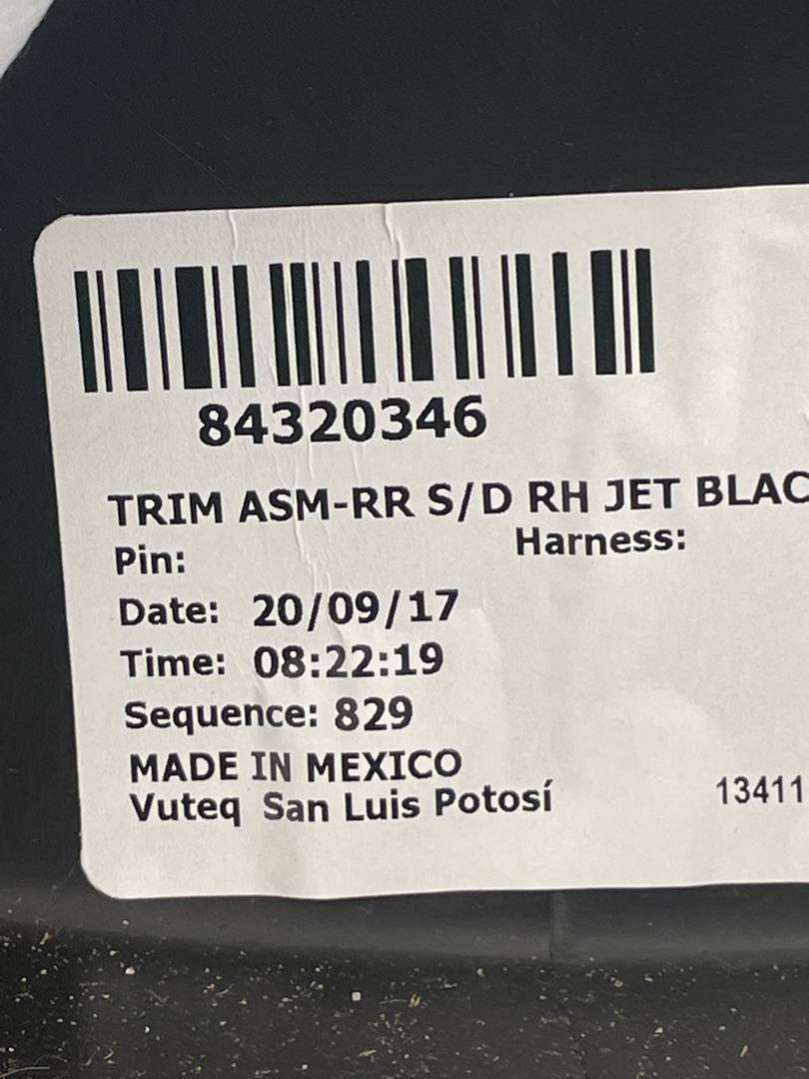 84320346
TRIM ASM-RR S/D RH JET BLAC
Pin:
Harness:
Date: 20/09/17
Time: 08:22:19
Sequence: 829
MADE IN MEXICO
Vuteq San Luis Potosí
13411